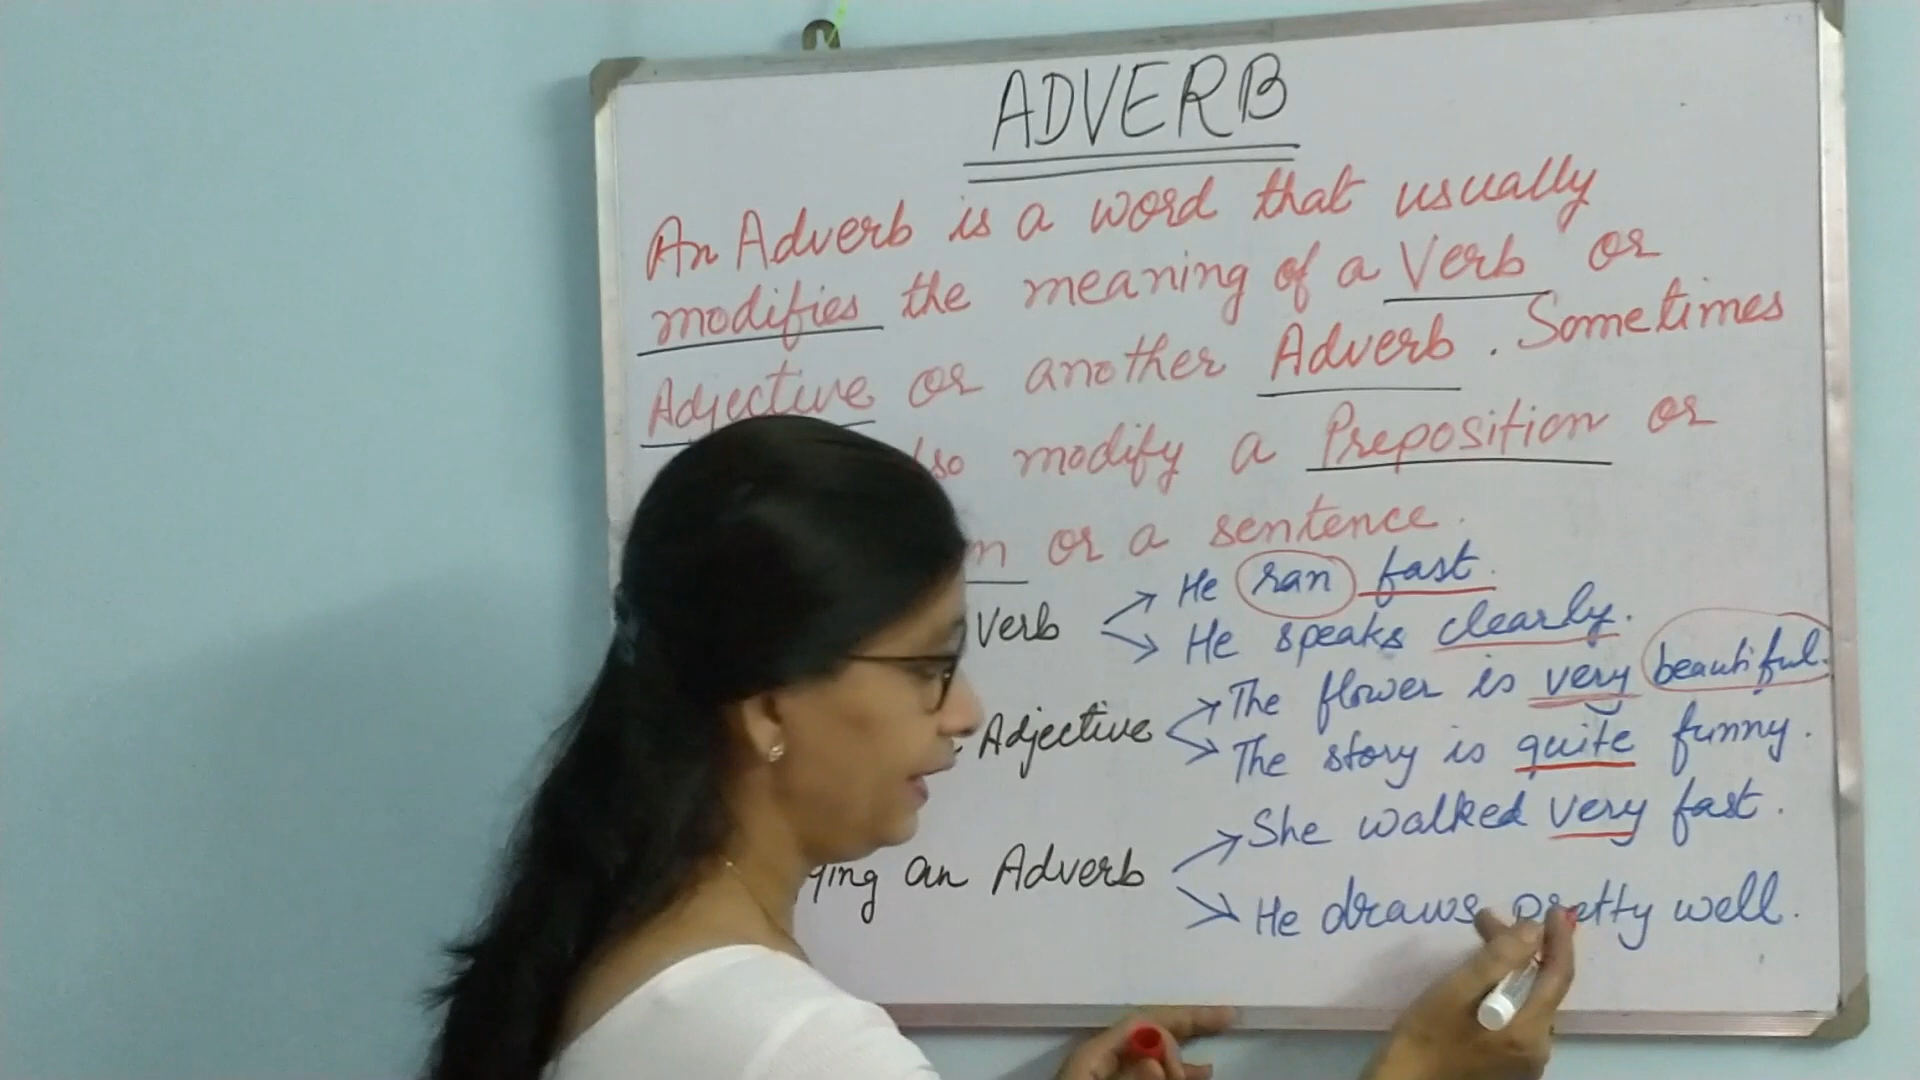 ADVERB
An Adverb is a word that usually
modifies the meaning of a Verb or
Adjective or another Adverb. Sometimes
modify a Preposition or
or a sentence.
Verb → He ran fast.
→ He speaks clearly.
Adjective → The flower is very beautiful.
→ The story is quite funny.
an Adverb → She walked very fast.
→ He draws pretty well.